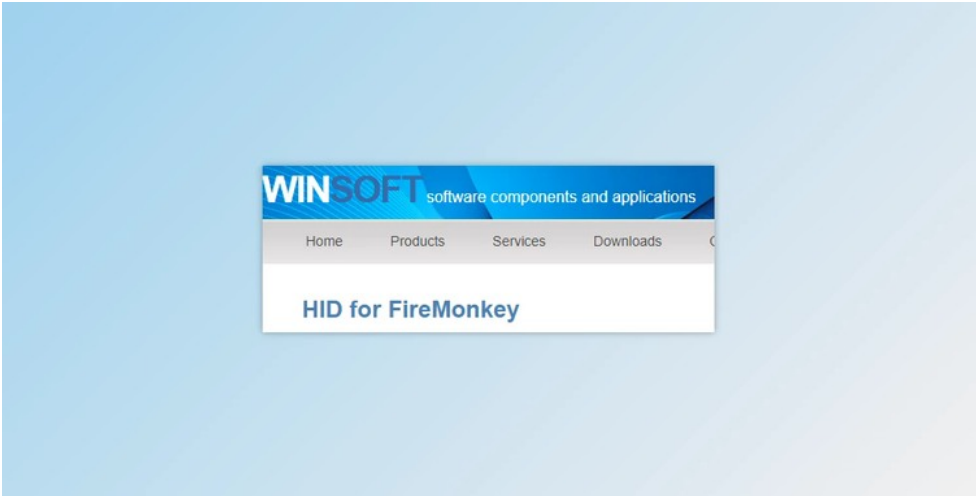 WINSOFT software components and applications
Home Products Services Downloads
HID for FireMonkey